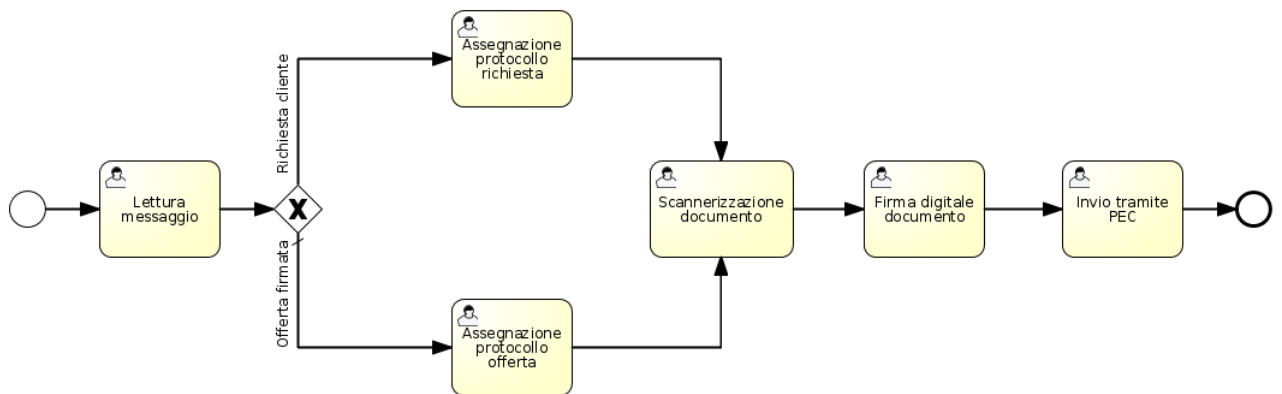 Lettura
messaggio
Richiesta cliente
Offerta firmata
Assegnazione
protocollo
richiesta
Assegnazione
protocollo
offerta
Scannerizzazione
documento
Firma digitale
documento
Invio tramite
PEC